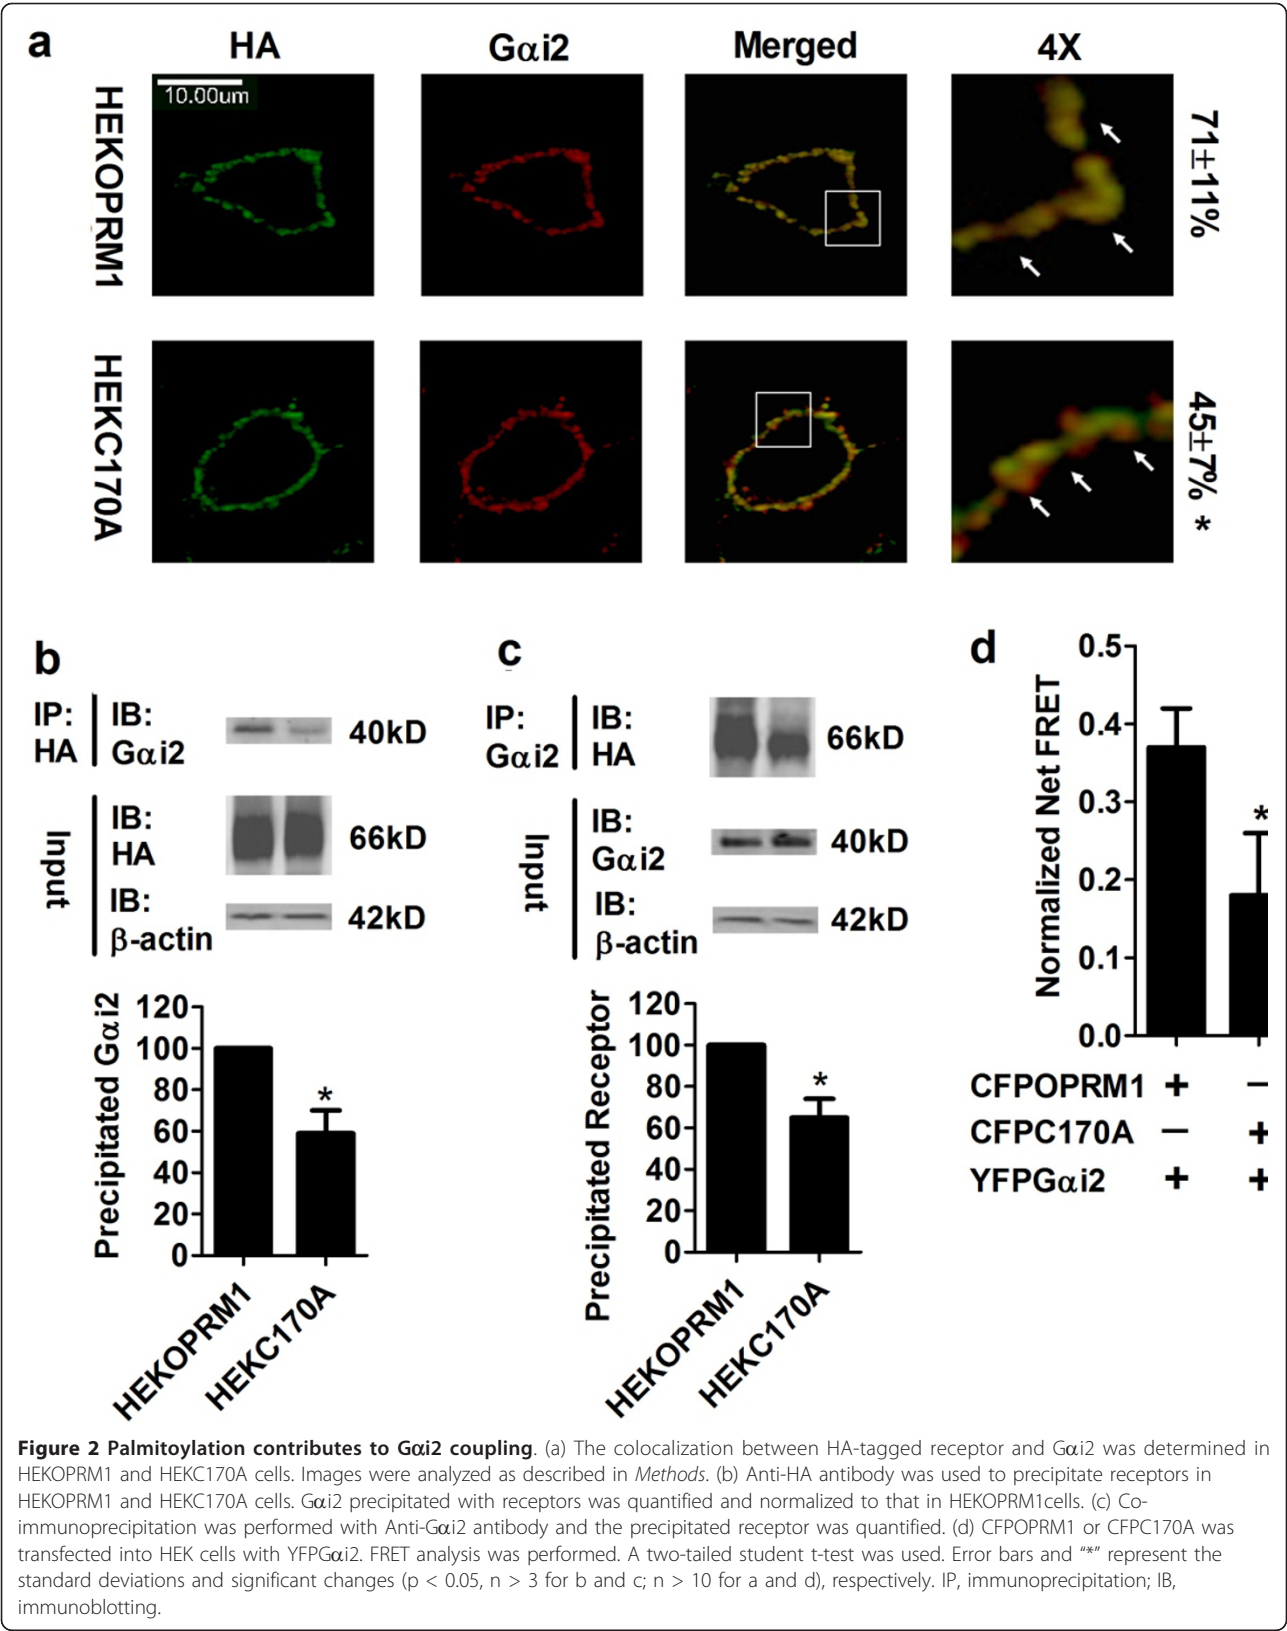 a
HA Gαi2 Merged 4X
10.00um
HEKOPRM1
71±11%
HEKC170A
45±7% *
b
IP: HA
IB: Gαi2
40kD
Input
IB: HA
66kD
IB: β-actin
42kD
Precipitated Gαi2
120
100
80
60
40
20
0
*
HEKOPRM1
HEKC170A
c
IP: Gαi2
IB: HA
66kD
Input
IB: Gαi2
40kD
IB: β-actin
42kD
Precipitated Receptor
120
100
80
60
40
20
0
*
HEKOPRM1
HEKC170A
d
Normalized Net FRET
0.5
0.4
0.3
0.2
0.1
0.0
*
CFPOPRM1 + −
CFPC170A − +
YFPGαi2 + +
Figure 2 Palmitoylation contributes to Gαi2 coupling. (a) The colocalization between HA-tagged receptor and Gαi2 was determined in
HEKOPRM1 and HEKC170A cells. Images were analyzed as described in Methods. (b) Anti-HA antibody was used to precipitate receptors in
HEKOPRM1 and HEKC170A cells. Gαi2 precipitated with receptors was quantified and normalized to that in HEKOPRM1cells. (c) Co-
immunoprecipitation was performed with Anti-Gαi2 antibody and the precipitated receptor was quantified. (d) CFPOPRM1 or CFPC170A was
transfected into HEK cells with YFPGαi2. FRET analysis was performed. A two-tailed student t-test was used. Error bars and “*” represent the
standard deviations and significant changes (p < 0.05, n > 3 for b and c; n > 10 for a and d), respectively. IP, immunoprecipitation; IB,
immunoblotting.